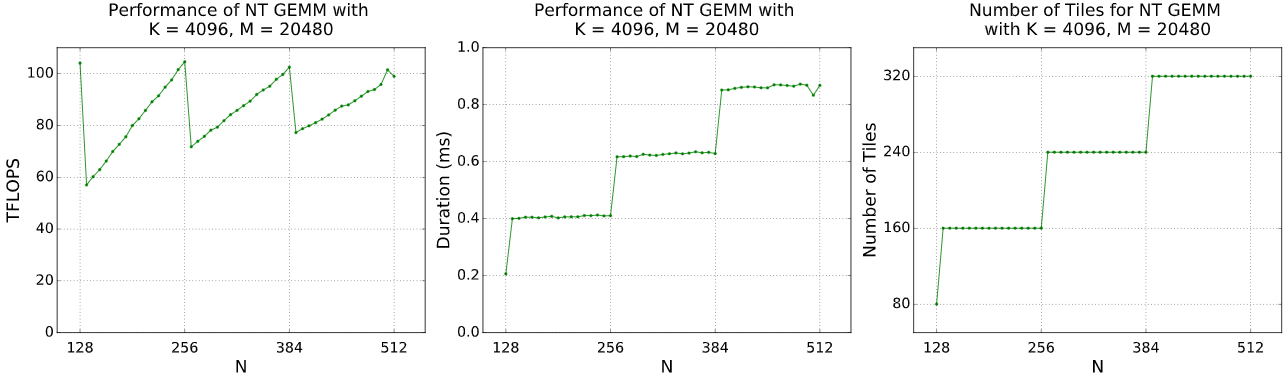 Performance of NT GEMM with
K = 4096, M = 20480
TFLOPS
100
80
60
40
20
0
128
256
384
512
N
Performance of NT GEMM with
K = 4096, M = 20480
Duration (ms)
1.0
0.8
0.6
0.4
0.2
0.0
128
256
384
512
N
Number of Tiles for NT GEMM
with K = 4096, M = 20480
Number of Tiles
320
240
160
80
128
256
384
512
N